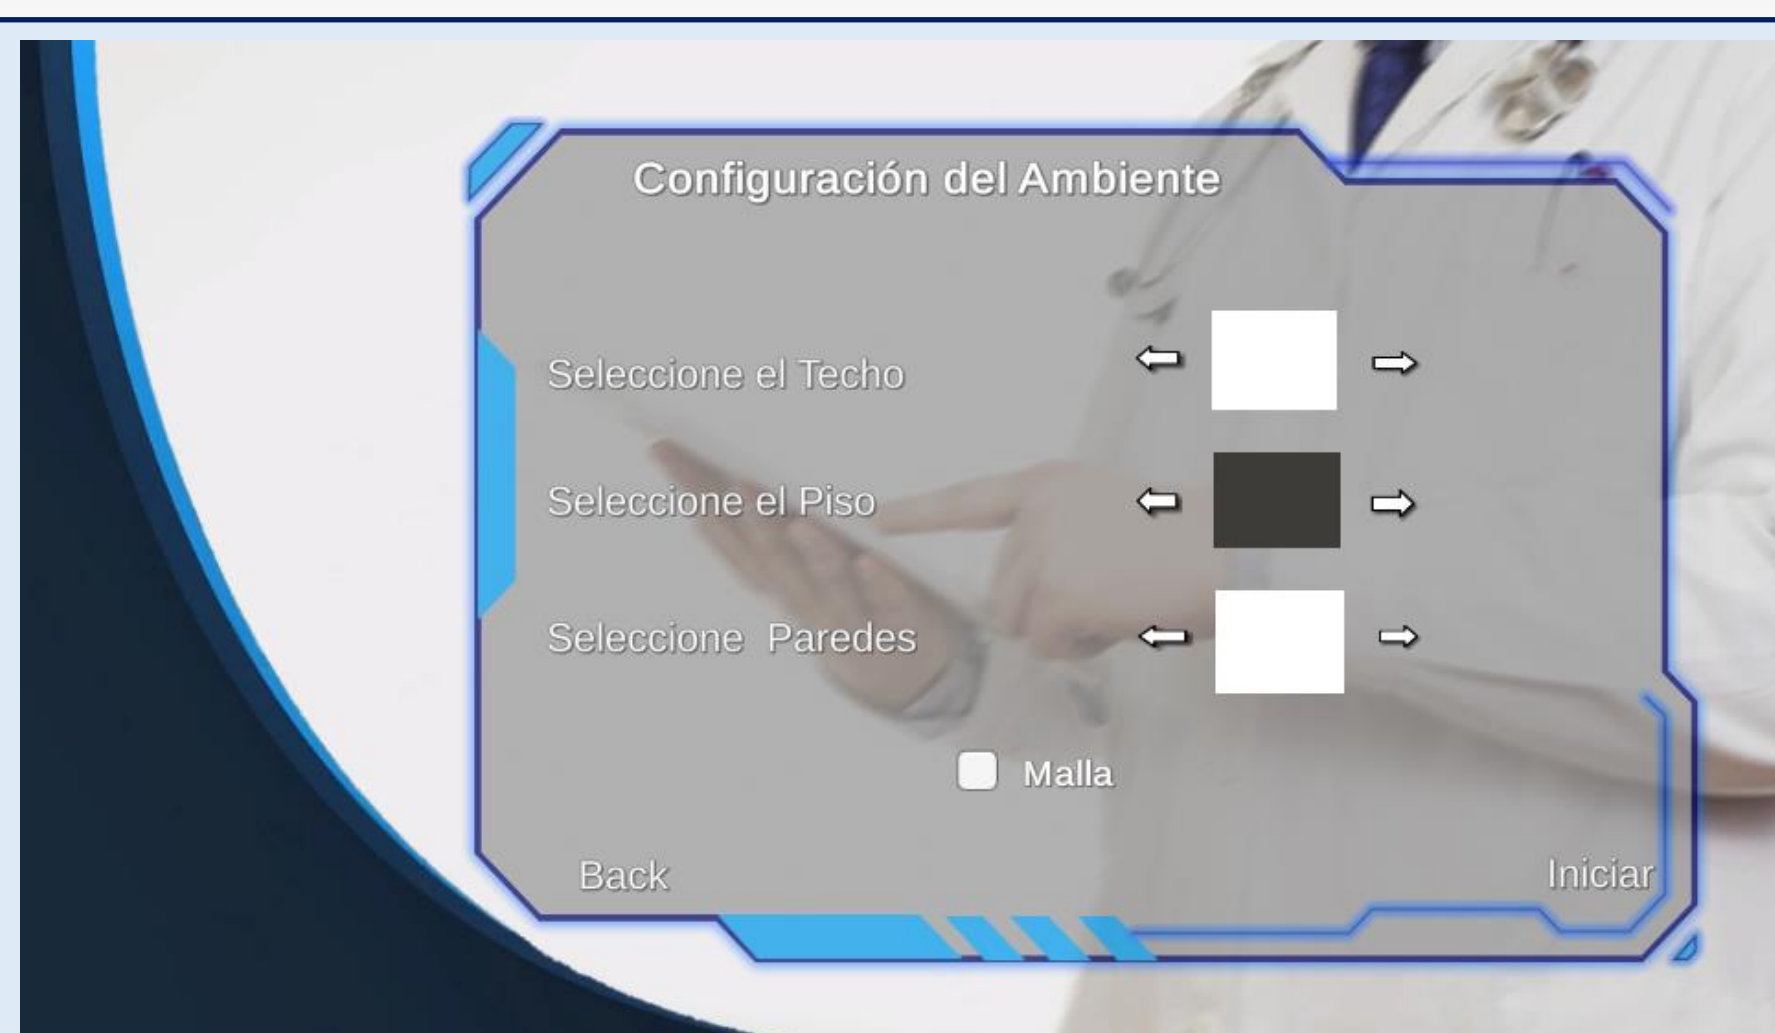 Configuración del Ambiente
Seleccione el Techo
Seleccione el Piso
Seleccione Paredes
Malla
Back
Iniciar